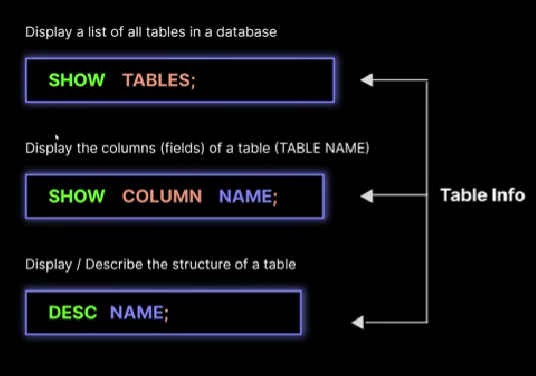 Display a list of all tables in a database
SHOW TABLES;
Display the columns (fields) of a table (TABLE NAME)
SHOW COLUMN NAME;
Table Info
Display / Describe the structure of a table
DESC NAME;